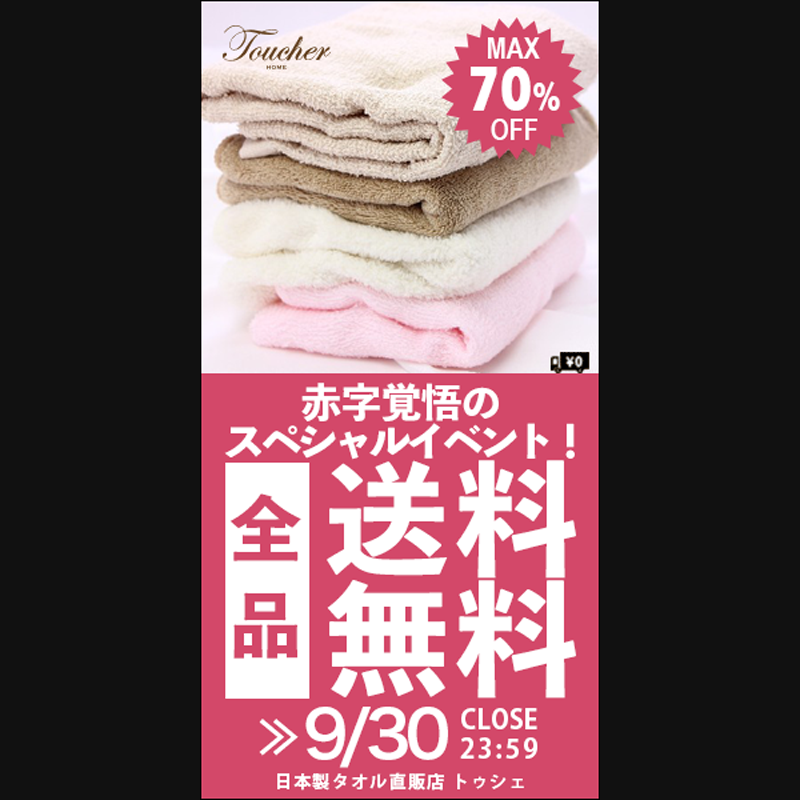 Toucher
HOME
MAX
70%
OFF
¥0
赤字覚悟の
スペシャルイベント！
全品
送料
無料
≫9/30 CLOSE
23:59
日本製タオル直販店 トゥシェ